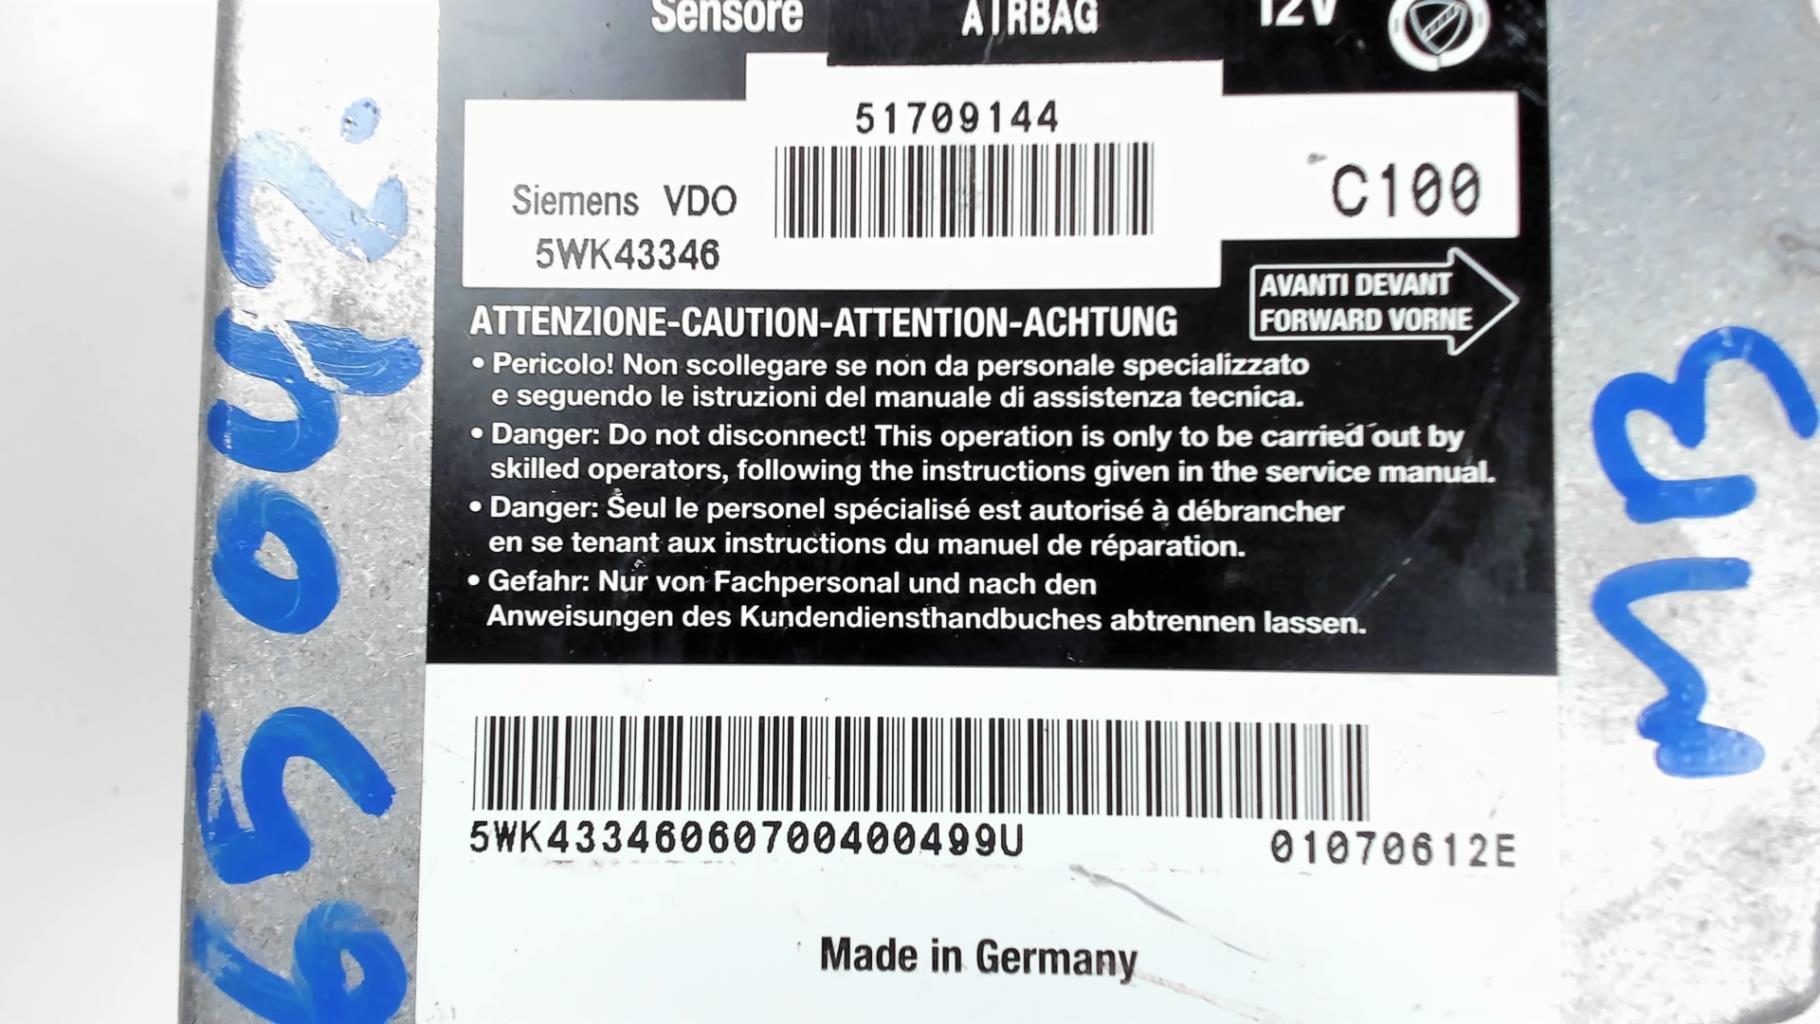 Sensore AIRBAG 12V
51709144
Siemens VDO
5WK43346
C100
AVANTI DEVANT
FORWARD VORNE
ATTENZIONE-CAUTION-ATTENTION-ACHTUNG
• Pericolo! Non scollegare se non da personale specializzato
e seguendo le istruzioni del manuale di assistenza tecnica.
• Danger: Do not disconnect! This operation is only to be carried out by
skilled operators, following the instructions given in the service manual.
• Danger: Seul le personel spécialisé est autorisé à débrancher
en se tenant aux instructions du manuel de réparation.
• Gefahr: Nur von Fachpersonal und nach den
Anweisungen des Kundendiensthandbuches abtrennen lassen.
5WK43346060700400499U 01070612E
Made in Germany